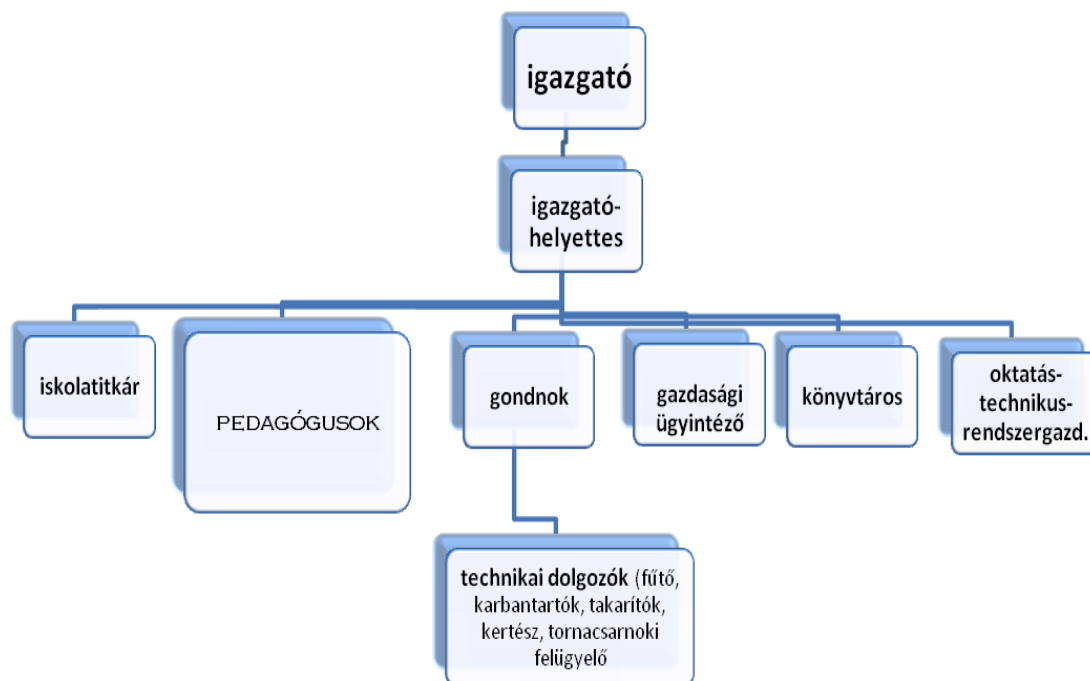 igazgató
igazgató-
helyettes
iskolatitkár
PEDAGÓGUSOK
gondnok
gazdasági
ügyintéző
könyvtáros
oktatás-
technikus-
rendszergazd.
technikai dolgozók (fűtő,
karbantartók, takarítók,
kertész, tornacsarnoki
felügyelő